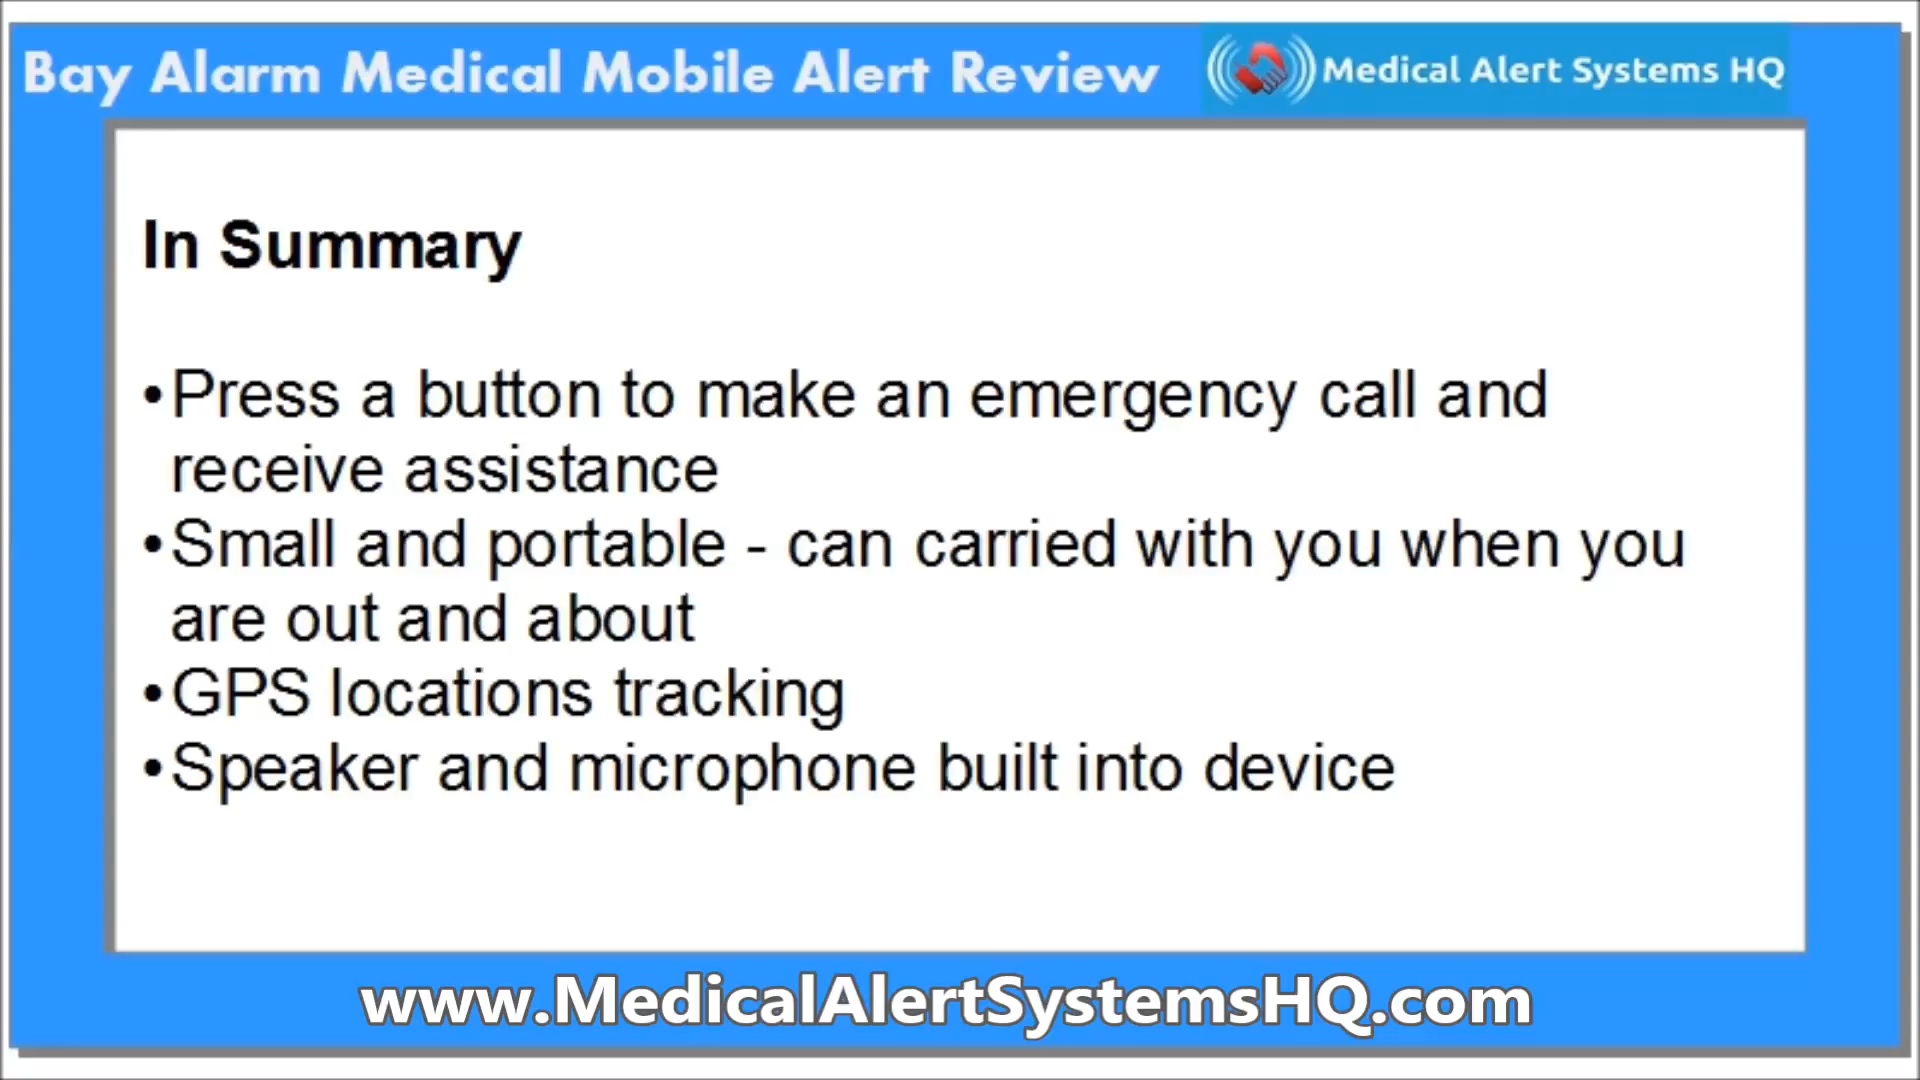 Bay Alarm Medical Mobile Alert Review
Medical Alert Systems HQ
In Summary
•Press a button to make an emergency call and
receive assistance
•Small and portable - can carried with you when you
are out and about
•GPS locations tracking
•Speaker and microphone built into device
www.MedicalAlertSystemsHQ.com